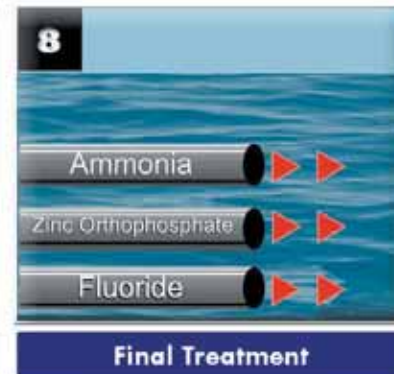 8
Ammonia
Zinc Orthophosphate
Fluoride
Final Treatment